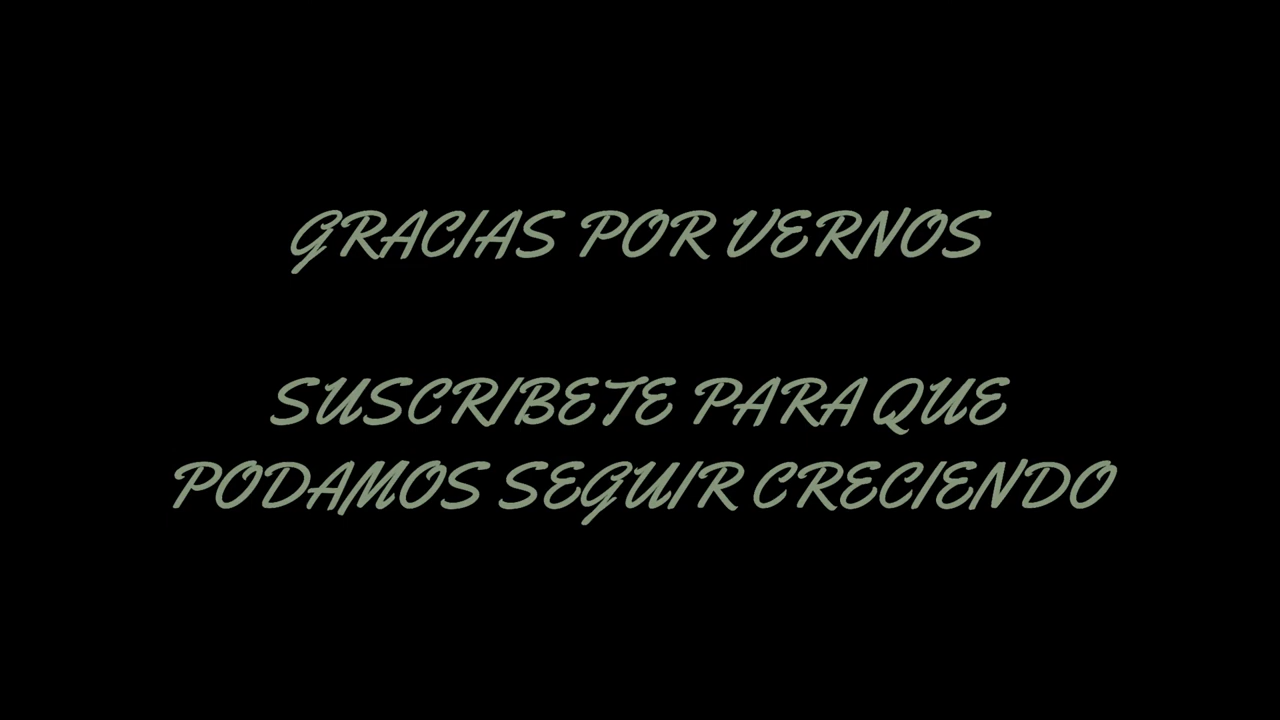 GRACIAS POR VERNOS
SUSCRIBETE PARA QUE
PODAMOS SEGUIR CRECIENDO